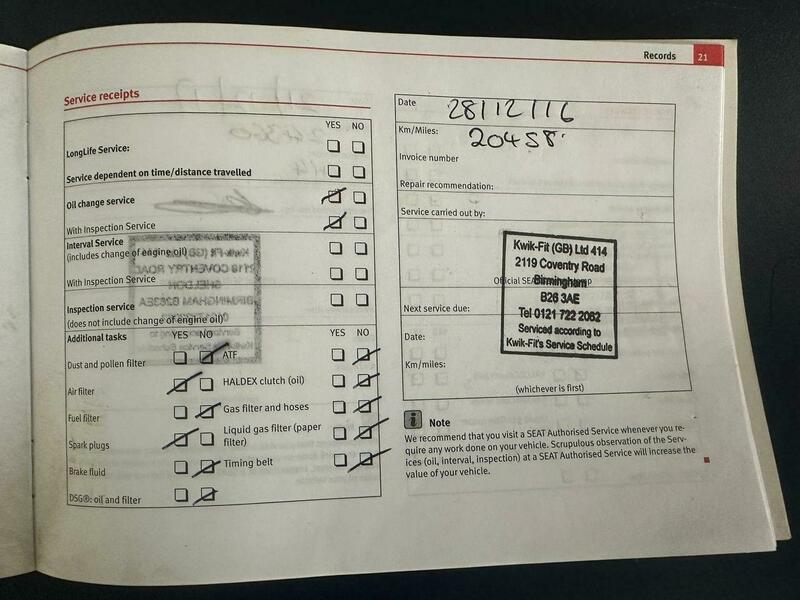 Records 21
Service receipts
YES NO
LongLife Service:
Service dependent on time/distance travelled
Oil change service
With Inspection Service
Interval Service
(includes change of engine oil)
With Inspection Service
Inspection service
(does not include change of engine oil)
Additional tasks YES NO YES NO
Dust and pollen filter
ATF
Air filter
HALDEX clutch (oil)
Fuel filter
Gas filter and hoses
Spark plugs
Liquid gas filter (paper
filter)
Brake fluid
Timing belt
DSG®: oil and filter
Date 28/12/16
Km/Miles: 20458
Invoice number
Repair recommendation:
Service carried out by:
Kwik-Fit (GB) Ltd 414
2119 Coventry Road
Birmingham
B26 3AE
Tel 0121 722 2062
Serviced according to
Kwik-Fit's Service Schedule
Official SEAT
Next service due:
Date:
Km/miles:
(whichever is first)
i Note
We recommend that you visit a SEAT Authorised Service whenever you re-
quire any work done on your vehicle. Scrupulous observation of the Serv-
ices (oil, interval, inspection) at a SEAT Authorised Service will increase the
value of your vehicle.